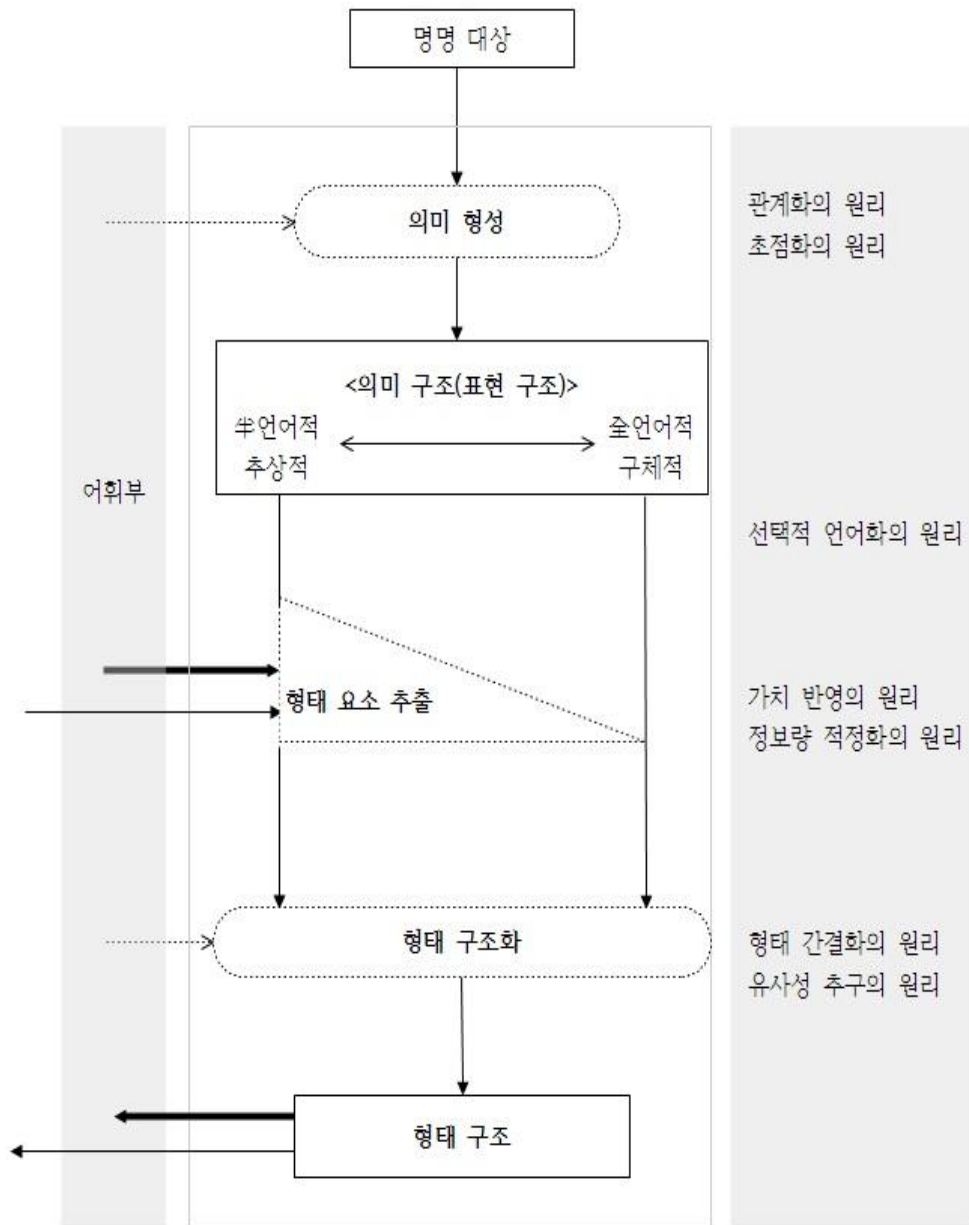 명명 대상
의미 형성
관계화의 원리
초점화의 원리
<의미 구조(표현 구조)>
半언어적
추상적
全언어적
구체적
어휘부
선택적 언어화의 원리
형태 요소 추출
가치 반영의 원리
정보량 적정화의 원리
형태 구조화
형태 간결화의 원리
유사성 추구의 원리
형태 구조